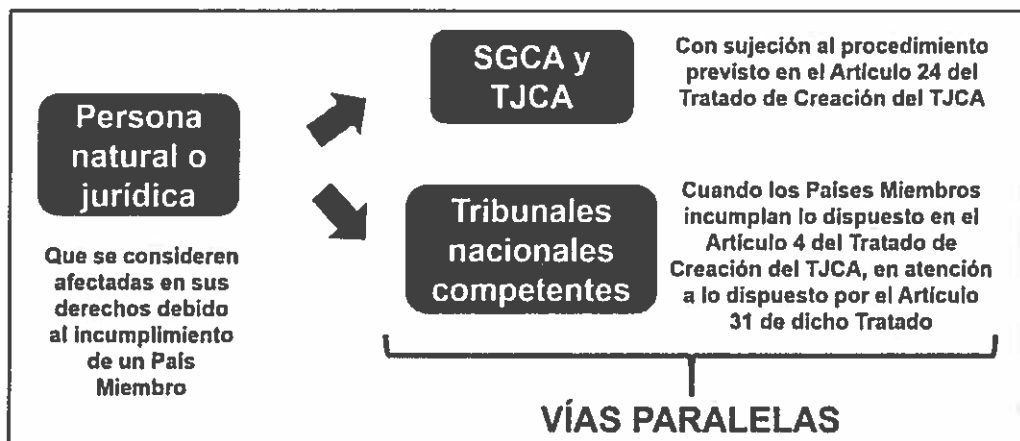 Persona
natural o
jurídica
Que se consideren
afectadas en sus
derechos debido
al incumplimiento
de un País
Miembro
SGCA y
TJCA
Con sujeción al procedimiento
previsto en el Artículo 24 del
Tratado de Creación del TJCA
Tribunales
nacionales
competentes
Cuando los Países Miembros
incumplan lo dispuesto en el
Artículo 4 del Tratado de
Creación del TJCA, en atención
a lo dispuesto por el Artículo
31 de dicho Tratado
VÍAS PARALELAS